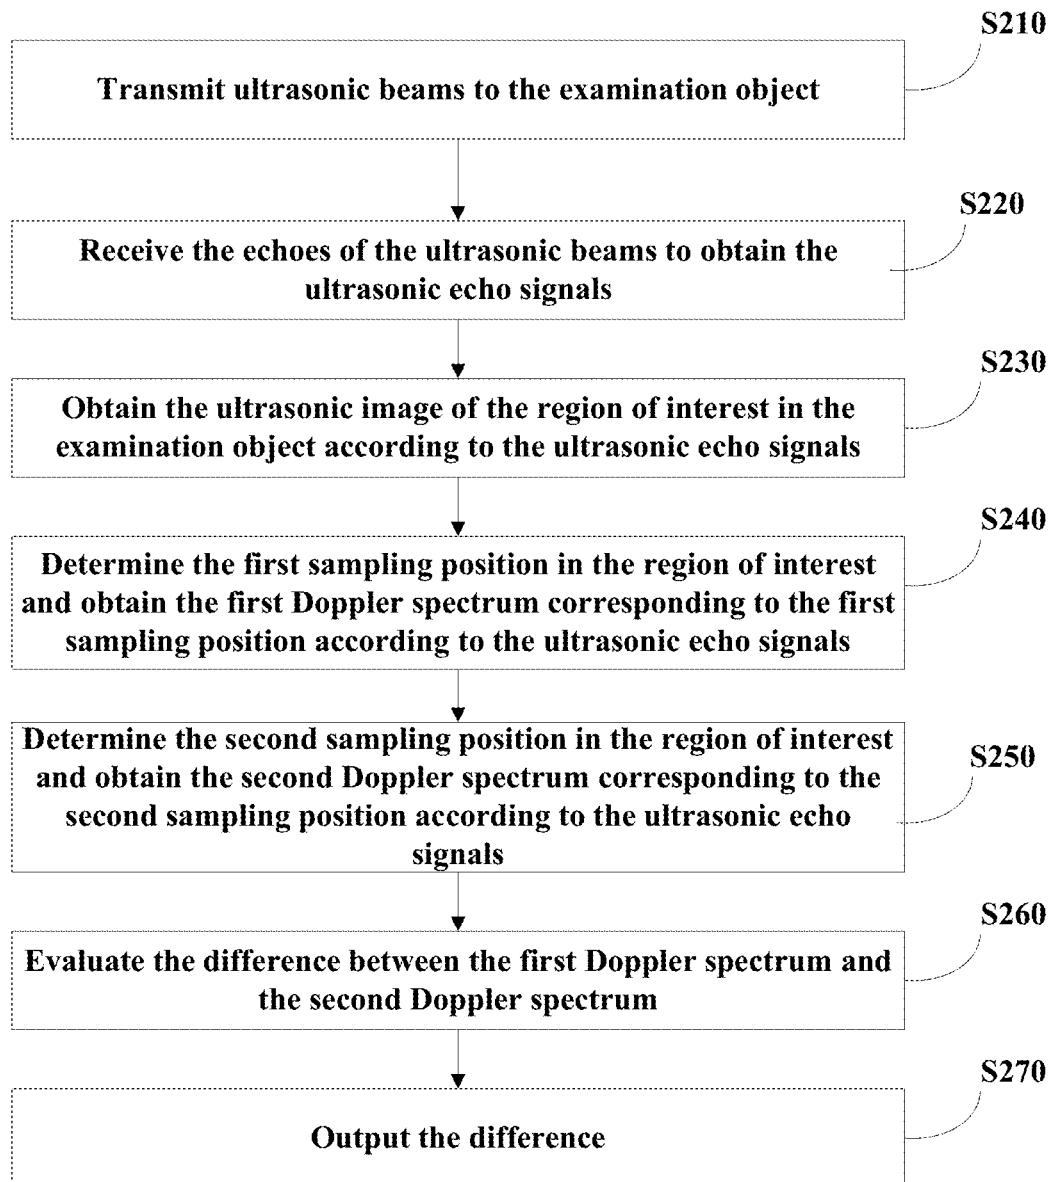 S210
Transmit ultrasonic beams to the examination object
S220
Receive the echoes of the ultrasonic beams to obtain the
ultrasonic echo signals
S230
Obtain the ultrasonic image of the region of interest in the
examination object according to the ultrasonic echo signals
S240
Determine the first sampling position in the region of interest
and obtain the first Doppler spectrum corresponding to the first
sampling position according to the ultrasonic echo signals
S250
Determine the second sampling position in the region of interest
and obtain the second Doppler spectrum corresponding to the
second sampling position according to the ultrasonic echo
signals
S260
Evaluate the difference between the first Doppler spectrum and
the second Doppler spectrum
S270
Output the difference